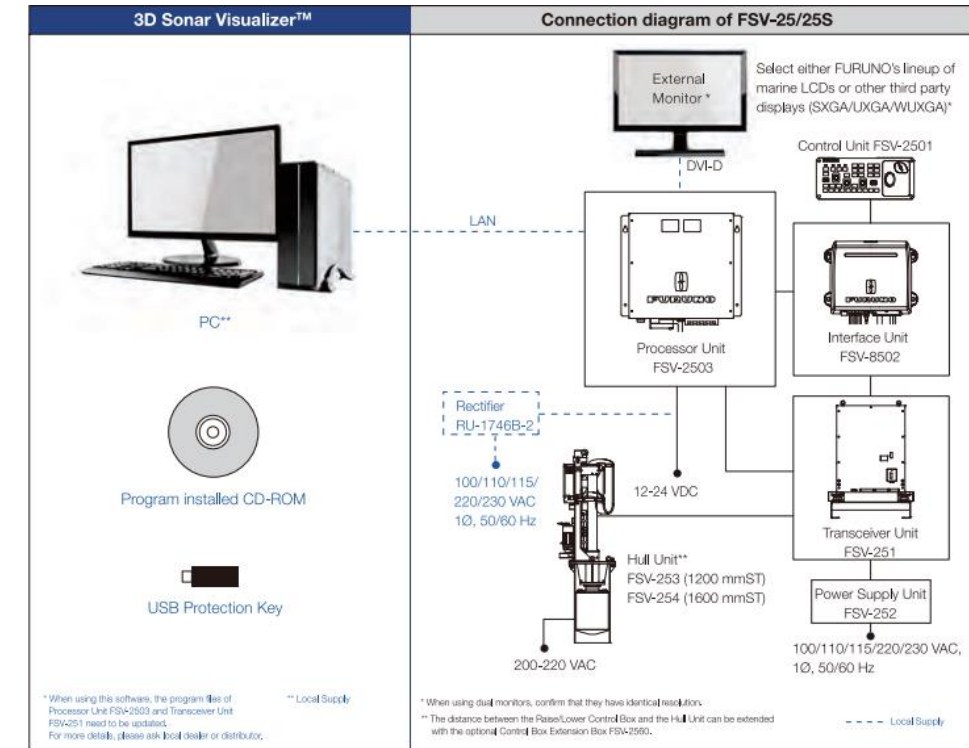 3D Sonar Visualizer™
Connection diagram of FSV-25/25S
External
Monitor *
Select either FURUNO's lineup of
marine LCDs or other third party
displays (SXGA/UXGA/WUXGA)*
DVI-D
Control Unit FSV-2501
LAN
PC**
FURUNO
Processor Unit
FSV-2503
FURUNO
Interface Unit
FSV-8502
Rectifier
RU-1746B-2
100/110/115/
220/230 VAC
1Ø, 50/60 Hz
12-24 VDC
Program installed CD-ROM
Transceiver Unit
FSV-251
Hull Unit**
FSV-253 (1200 mmST)
FSV-254 (1600 mmST)
Power Supply Unit
FSV-252
USB Protection Key
200-220 VAC
100/110/115/220/230 VAC,
1Ø, 50/60 Hz
* When using this software, the program files of
Processor Unit FSV-2503 and Transceiver Unit
FSV-251 need to be updated.
For more details, please ask local dealer or distributor.
** Local Supply
* When using dual monitors, confirm that they have identical resolution.
** The distance between the Raise/Lower Control Box and the Hull Unit can be extended
with the optional Control Box Extension Box FSV-2560.
---- Local Supply